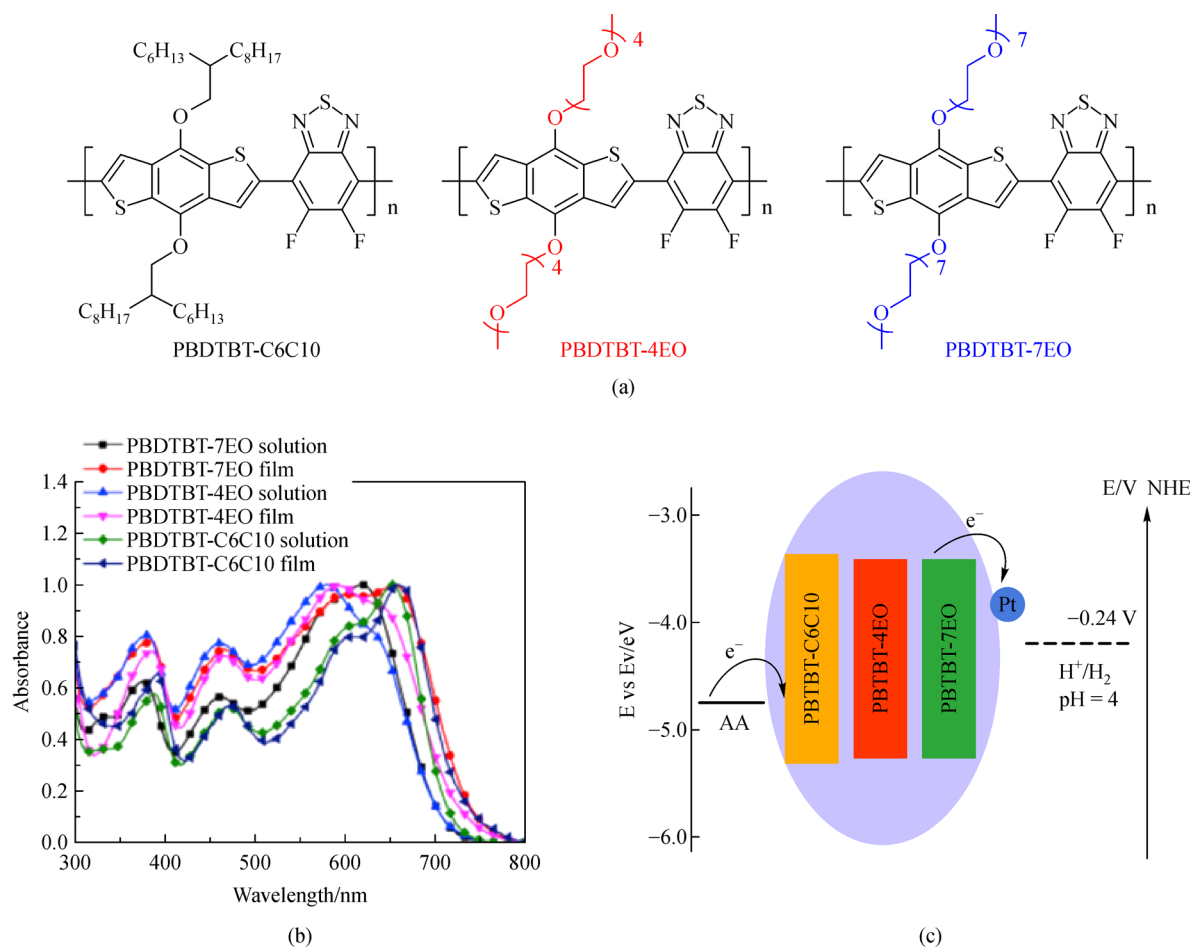 C6H13 C8H17
O
S
N S N
S
O
F F
n
C8H17 C6H13
PBDTBT-C6C10
O 4
O
S
N S N
S
O
F F
n
4
O
PBDTBT-4EO
O 7
O
S
N S N
S
O
F F
n
7
O
PBDTBT-7EO
(a)
PBDTBT-7EO solution
PBDTBT-7EO film
PBDTBT-4EO solution
PBDTBT-4EO film
PBDTBT-C6C10 solution
PBDTBT-C6C10 film
Absorbance
1.4
1.2
1.0
0.8
0.6
0.4
0.2
0.0
300 400 500 600 700 800
Wavelength/nm
(b)
E vs Ev/eV
−3.0
−4.0
−5.0
−6.0
e−
AA
PBTBT-C6C10
PBTBT-4EO
PBTBT-7EO
e−
Pt
E/V NHE
−0.24 V
H+/H2
pH = 4
(c)